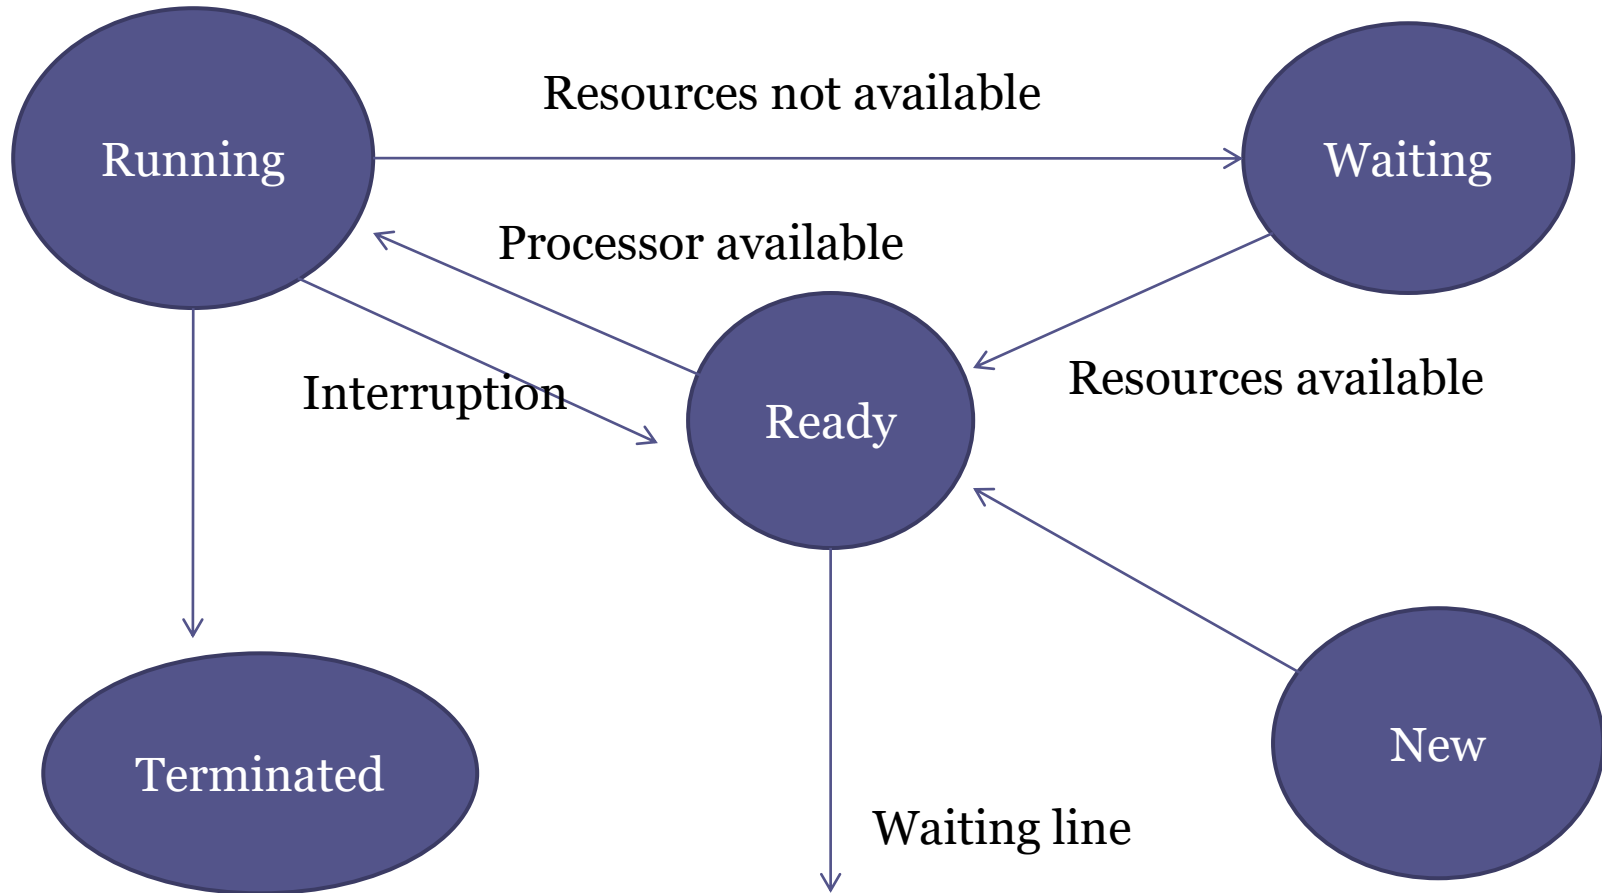 Resources not available
Running
Waiting
Processor available
Interruption
Resources available
Ready
New
Terminated
Waiting line